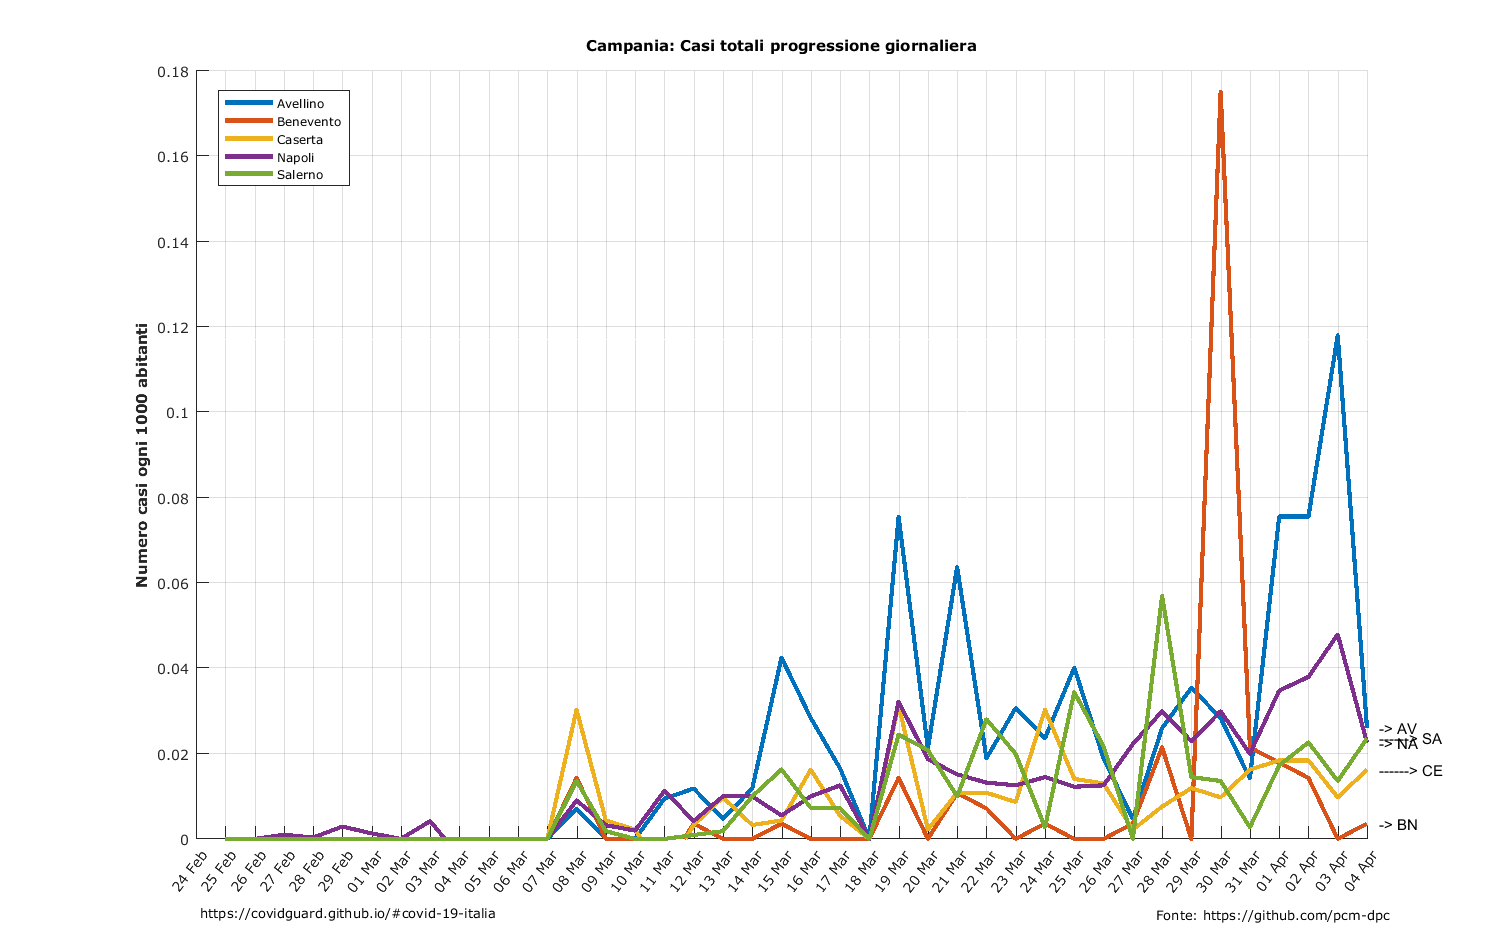 Campania: Casi totali progressione giornaliera
Numero casi ogni 1000 abitanti
0.18
0.16
0.14
0.12
0.1
0.08
0.06
0.04
0.02
0
Avellino
Benevento
Caserta
Napoli
Salerno
-> AV
------> SA
-> NA
------> CE
-> BN
24 Feb
25 Feb
26 Feb
27 Feb
28 Feb
29 Feb
01 Mar
02 Mar
03 Mar
04 Mar
05 Mar
06 Mar
07 Mar
08 Mar
09 Mar
10 Mar
11 Mar
12 Mar
13 Mar
14 Mar
15 Mar
16 Mar
17 Mar
18 Mar
19 Mar
20 Mar
21 Mar
22 Mar
23 Mar
24 Mar
25 Mar
26 Mar
27 Mar
28 Mar
29 Mar
30 Mar
31 Mar
01 Apr
02 Apr
03 Apr
04 Apr
https://covidguard.github.io/#covid-19-italia
Fonte: https://github.com/pcm-dpc